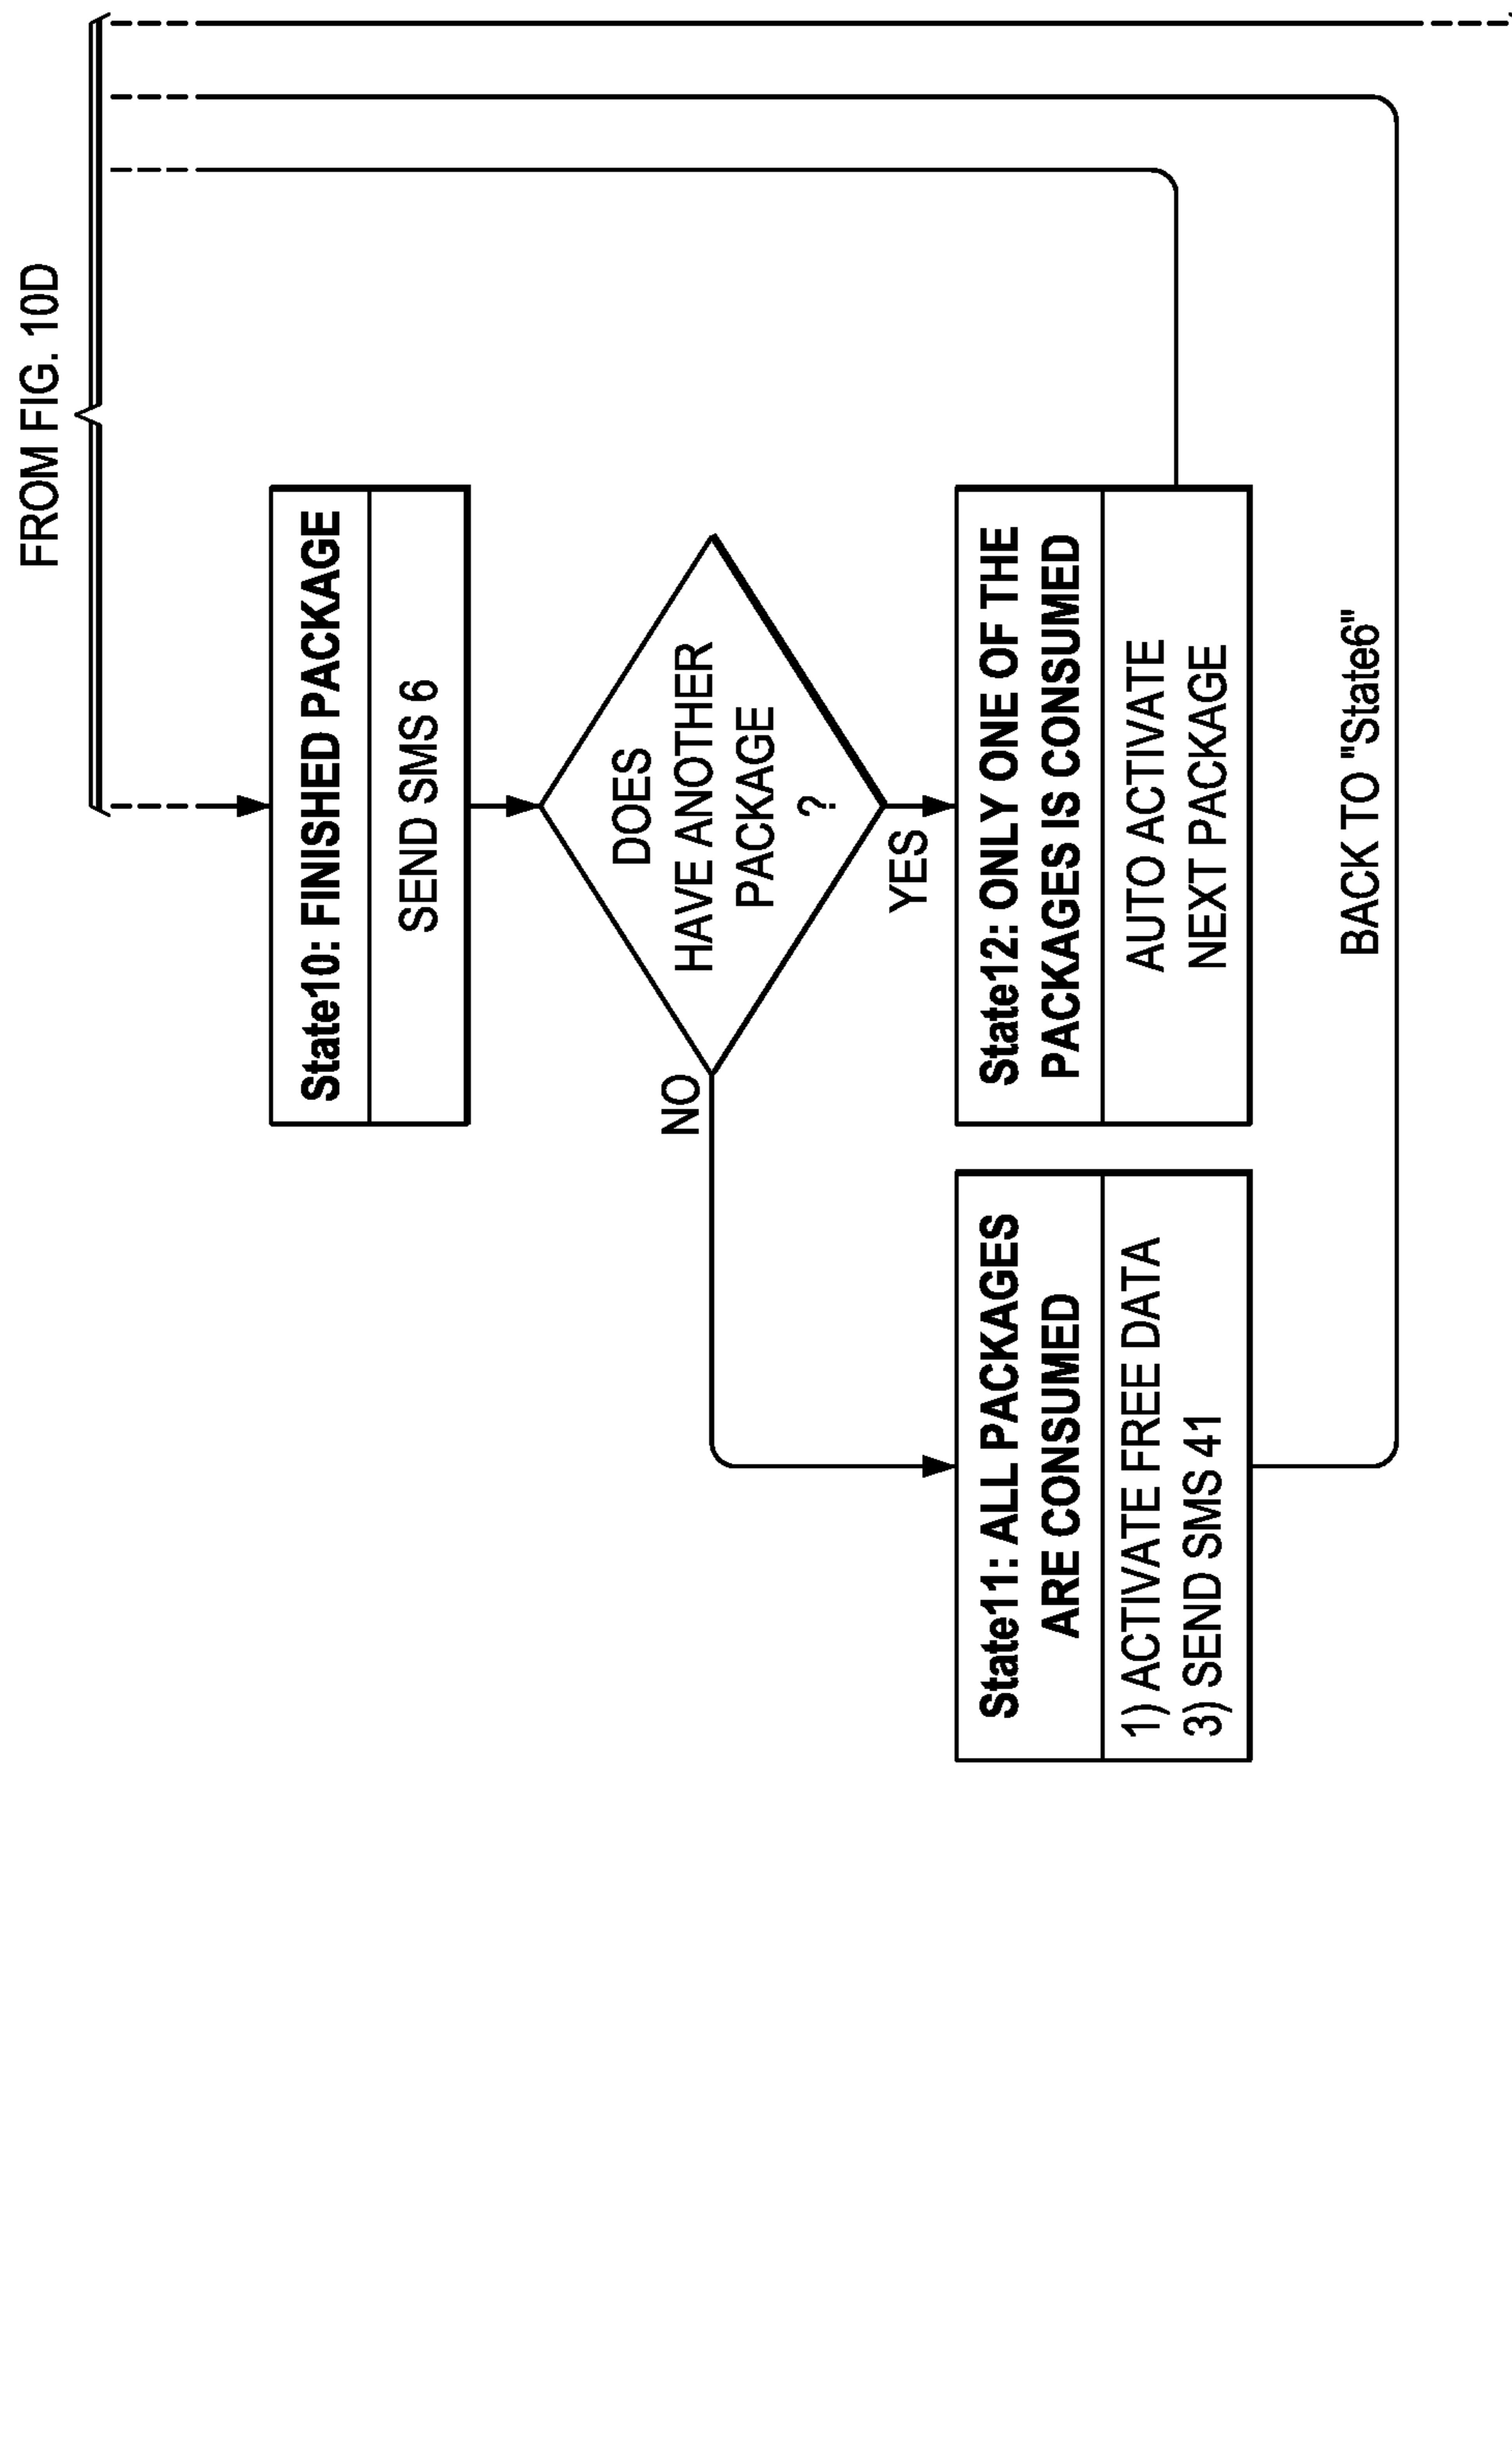 FROM FIG. 10D
State10: FINISHED PACKAGE
SEND SMS 6
DOES
HAVE ANOTHER
PACKAGE
?
NO
YES
State11: ALL PACKAGES
ARE CONSUMED
1) ACTIVATE FREE DATA
3) SEND SMS 41
State12: ONLY ONE OF THE
PACKAGES IS CONSUMED
AUTO ACTIVATE
NEXT PACKAGE
BACK TO "State6"